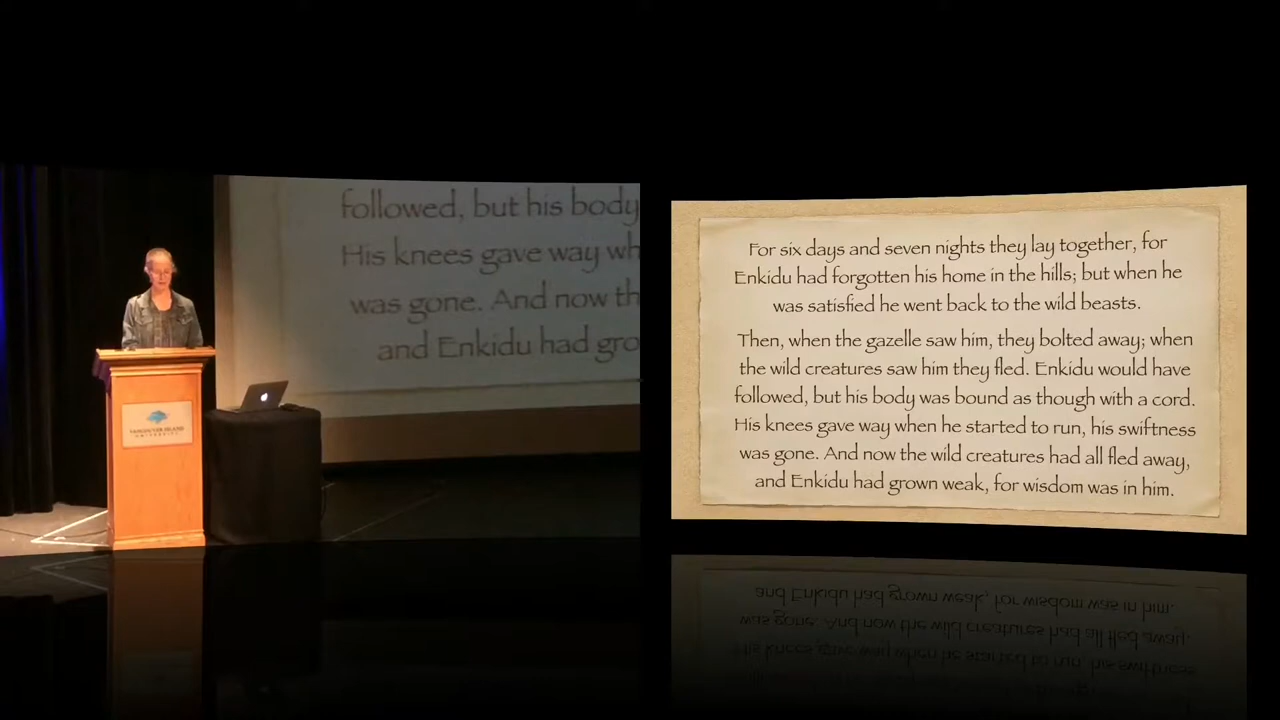 followed, but his body
His knees gave way wh
was gone. And now th
and Enkidu had gro
VANCOUVER ISLAND
UNIVERSITY
For six days and seven nights they lay together, for
Enkidu had forgotten his home in the hills; but when he
was satisfied he went back to the wild beasts.
Then, when the gazelle saw him, they bolted away; when
the wild creatures saw him they fled. Enkidu would have
followed, but his body was bound as though with a cord.
His knees gave way when he started to run, his swiftness
was gone. And now the wild creatures had all fled away,
and Enkidu had grown weak, for wisdom was in him.